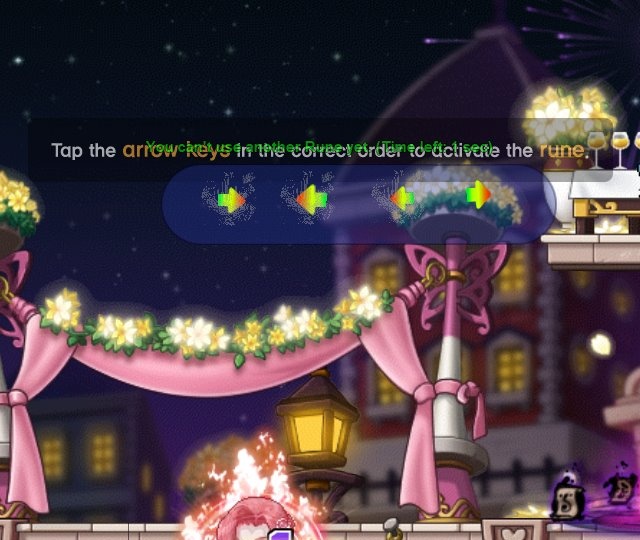 You can't use another Rune yet. (Time left: 1 sec)
Tap the arrow keys in the correct order to activate the rune.